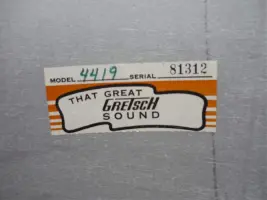 MODEL 4419 SERIAL 81312
THAT GREAT
GRETSCH
SOUND